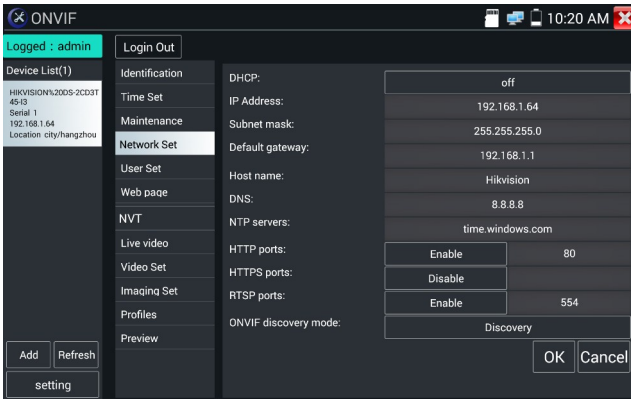 ONVIF
10:20 AM
Logged : admin
Login Out
Device List(1)
HIKVISION%20DS-2CD3T
45-I3
Serial 1
192.168.1.64
Location city/hangzhou
Add
Refresh
setting
Identification
Time Set
Maintenance
Network Set
User Set
Web page
NVT
Live video
Video Set
Imaging Set
Profiles
Preview
DHCP: off
IP Address: 192.168.1.64
Subnet mask: 255.255.255.0
Default gateway: 192.168.1.1
Host name: Hikvision
DNS: 8.8.8.8
NTP servers: time.windows.com
HTTP ports: Enable 80
HTTPS ports: Disable
RTSP ports: Enable 554
ONVIF discovery mode: Discovery
OK Cancel